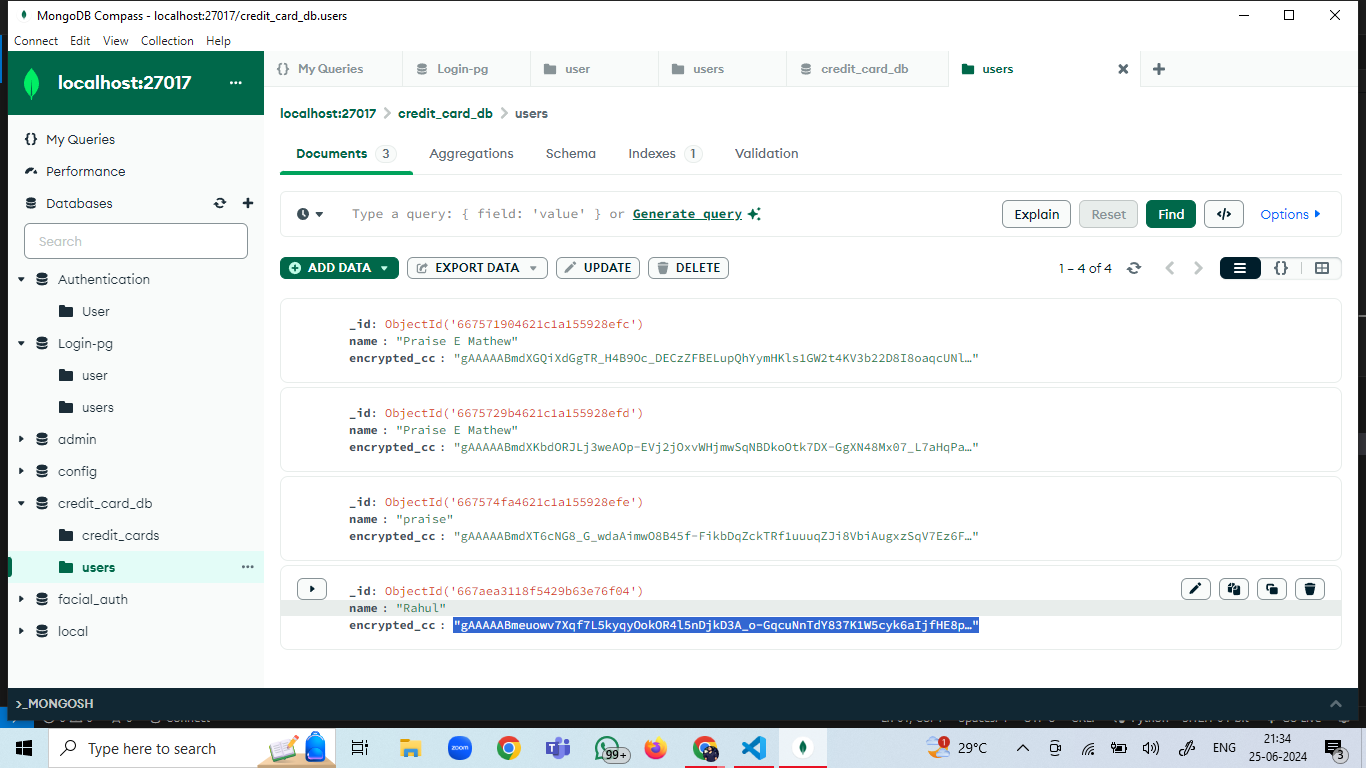 MongoDB Compass - localhost:27017/credit_card_db.users
Connect Edit View Collection Help
localhost:27017 ...
My Queries
Performance
Databases
Search
Authentication
User
Login-pg
user
users
admin
config
credit_card_db
credit_cards
users ...
facial_auth
local
{} My Queries Login-pg user users credit_card_db users
localhost:27017 > credit_card_db > users
Documents 3 Aggregations Schema Indexes 1 Validation
Type a query: { field: 'value' } or Generate query Explain Reset Find </> Options
ADD DATA EXPORT DATA UPDATE DELETE 1 – 4 of 4 {}
_id: ObjectId('667571904621c1a155928efc')
name : "Praise E Mathew"
encrypted_cc : "gAAAAABmdXGQiXdGgTR_H4B9Oc_DECzZFBELupQhYymHKls1GW2t4KV3b22D8I8oaqcUNl…"
_id: ObjectId('6675729b4621c1a155928efd')
name : "Praise E Mathew"
encrypted_cc : "gAAAAABmdXKbdORJLj3weAOp-EVj2jOxvWHjmwSqNBDkoOtk7DX-GgXN48Mx07_L7aHqPa…"
_id: ObjectId('667574fa4621c1a155928efe')
name : "praise"
encrypted_cc : "gAAAAABmdXT6cNG8_G_wdaAimwO8B45f-FikbDqZckTRf1uuuqZJi8VbiAugxzSqV7Ez6F…"
_id: ObjectId('667aea3118f5429b63e76f04')
name : "Rahul"
encrypted_cc : "gAAAAABmeuowv7Xqf7L5kyqyOokOR4l5nDjkD3A_o-GqcuNnTdY837K1W5cyk6aIjfHE8p…"
>_MONGOSH
Type here to search zoom 99+ 1 29°C ENG 21:34
25-06-2024 3